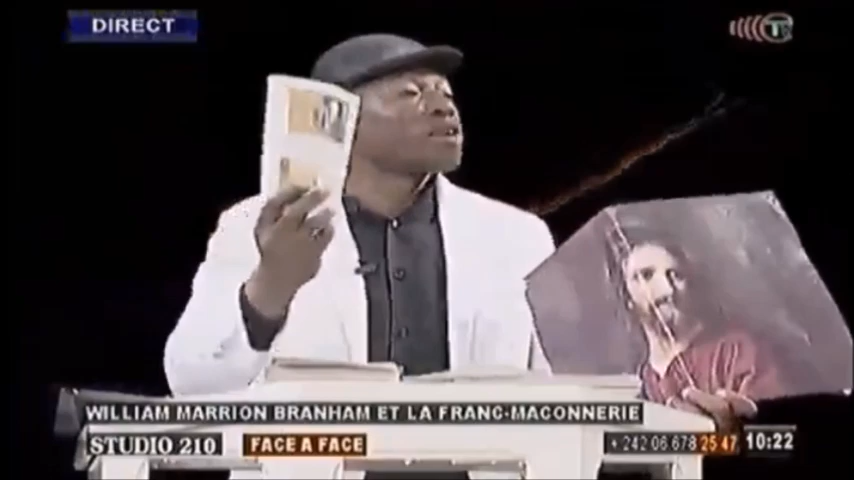 DIRECT
WILLIAM MARRION BRANHAM ET LA FRANC-MACONNERIE
STUDIO 210 FACE A FACE + 242 06 678 25 47 10:22